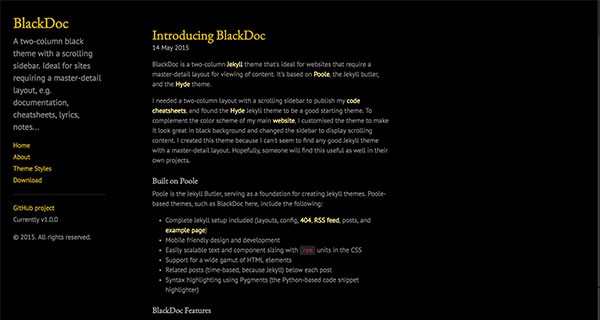 BlackDoc
A two-column black
theme with a scrolling
sidebar. Ideal for sites
requiring a master-detail
layout, e.g.
documentation,
cheatsheets, lyrics,
notes...
Home
About
Theme Styles
Download
GitHub project
Currently v1.0.0
© 2015. All rights reserved.
Introducing BlackDoc
14 May 2015
BlackDoc is a two-column Jekyll theme that's ideal for websites that require a
master-detail layout for viewing of content. It's based on Poole, the Jekyll butler,
and the Hyde theme.
I needed a two-column layout with a scrolling sidebar to publish my code
cheatsheets, and found the Hyde Jekyll theme to be a good starting theme. To
complement the color scheme of my main website, I customised the theme to make
it look great in black background and changed the sidebar to display scrolling
content. I created this theme because I can't seem to find any good Jekyll theme
with a master-detail layout. Hopefully, someone will find this useful as well in their
own projects.
Built on Poole
Poole is the Jekyll Butler, serving as a foundation for creating Jekyll themes. Poole-
based themes, such as BlackDoc here, include the following:
• Complete Jekyll setup included (layouts, config, 404, RSS feed, posts, and
example page)
• Mobile friendly design and development
• Easily scalable text and component sizing with rem units in the CSS
• Support for a wide gamut of HTML elements
• Related posts (time-based, because Jekyll) below each post
• Syntax highlighting using Pygments (the Python-based code snippet
highlighter)
BlackDoc Features